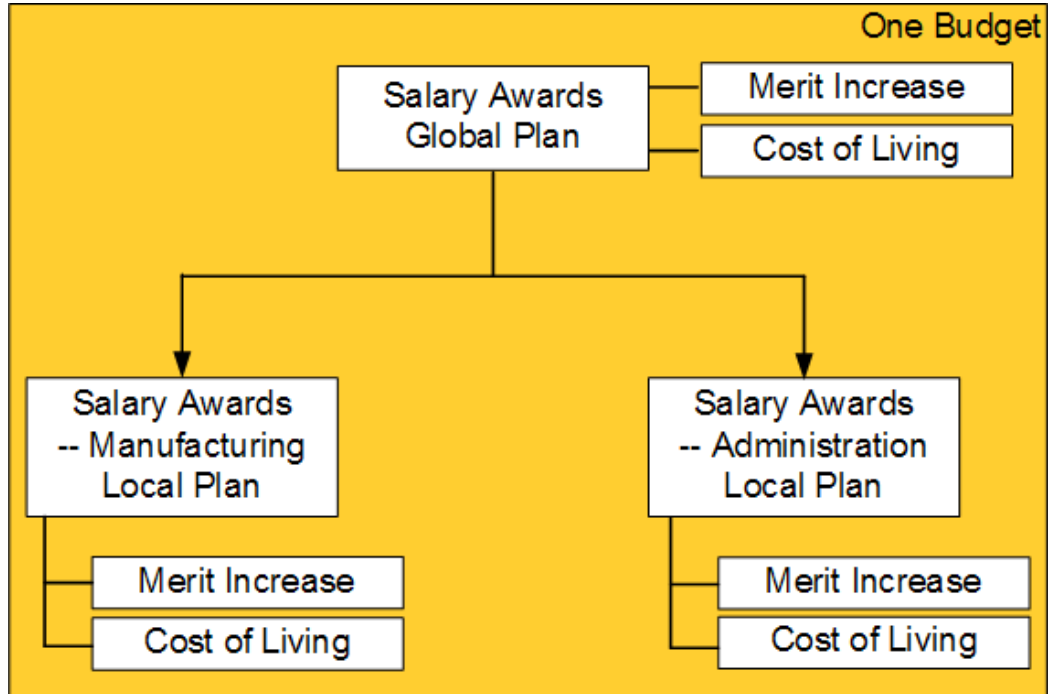 One Budget
Salary Awards
Global Plan
Merit Increase
Cost of Living
Salary Awards
-- Manufacturing
Local Plan
Merit Increase
Cost of Living
Salary Awards
-- Administration
Local Plan
Merit Increase
Cost of Living